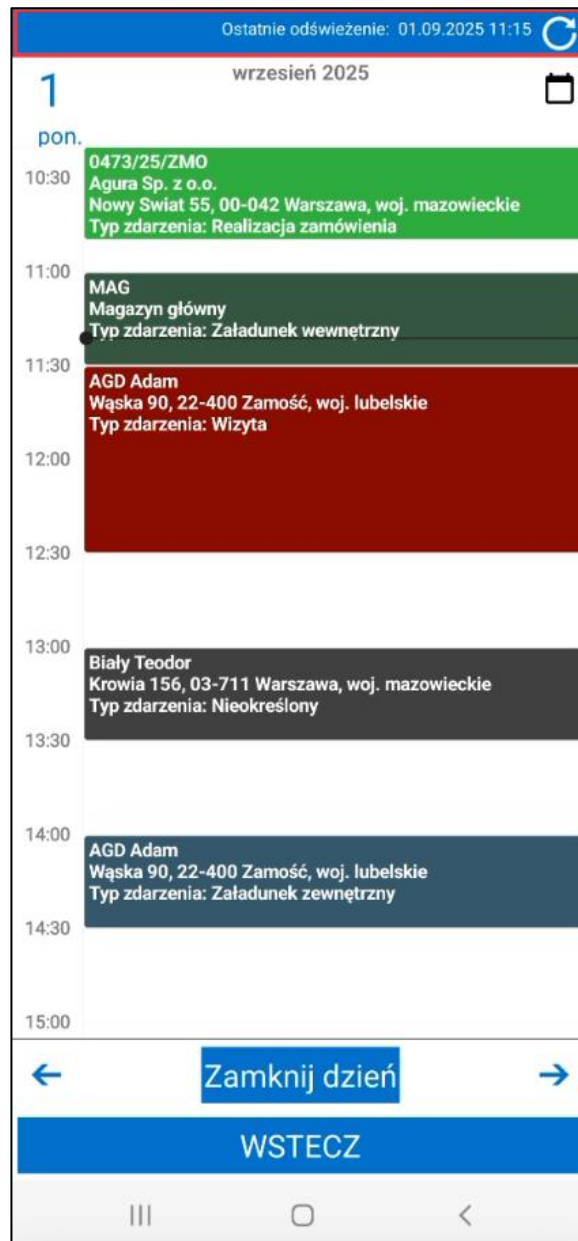 Ostatnie odświeżenie: 01.09.2025 11:15
wrzesień 2025
1
pon.
10:30
0473/25/ZMO
Agura Sp. z o.o.
Nowy Swiat 55, 00-042 Warszawa, woj. mazowieckie
Typ zdarzenia: Realizacja zamówienia
11:00
MAG
Magazyn główny
Typ zdarzenia: Załadunek wewnętrzny
11:30
AGD Adam
Wąska 90, 22-400 Zamość, woj. lubelskie
Typ zdarzenia: Wizyta
12:00
12:30
13:00
Biały Teodor
Krowia 156, 03-711 Warszawa, woj. mazowieckie
Typ zdarzenia: Nieokreślony
13:30
14:00
AGD Adam
Wąska 90, 22-400 Zamość, woj. lubelskie
Typ zdarzenia: Załadunek zewnętrzny
14:30
15:00
Zamknij dzień
WSTECZ